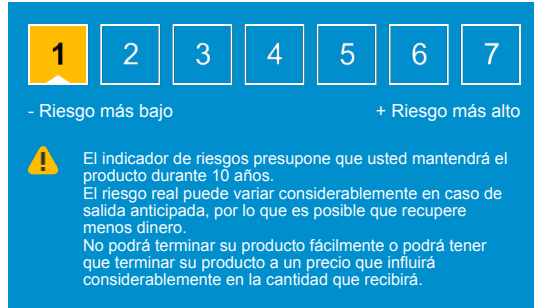 1 2 3 4 5 6 7
- Riesgo más bajo + Riesgo más alto
El indicador de riesgos presupone que usted mantendrá el
producto durante 10 años.
El riesgo real puede variar considerablemente en caso de
salida anticipada, por lo que es posible que recupere
menos dinero.
No podrá terminar su producto fácilmente o podrá tener
que terminar su producto a un precio que influirá
considerablemente en la cantidad que recibirá.